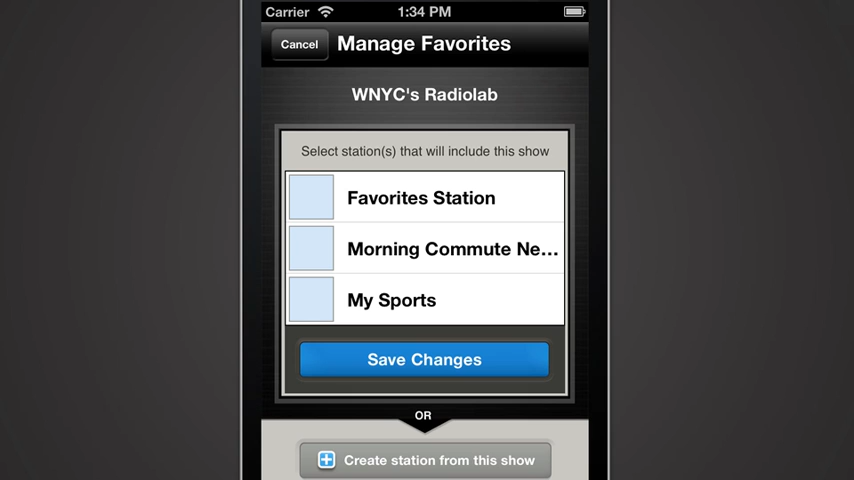 Carrier 1:34 PM
Cancel Manage Favorites
WNYC's Radiolab
Select station(s) that will include this show
Favorites Station
Morning Commute Ne...
My Sports
Save Changes
OR
Create station from this show